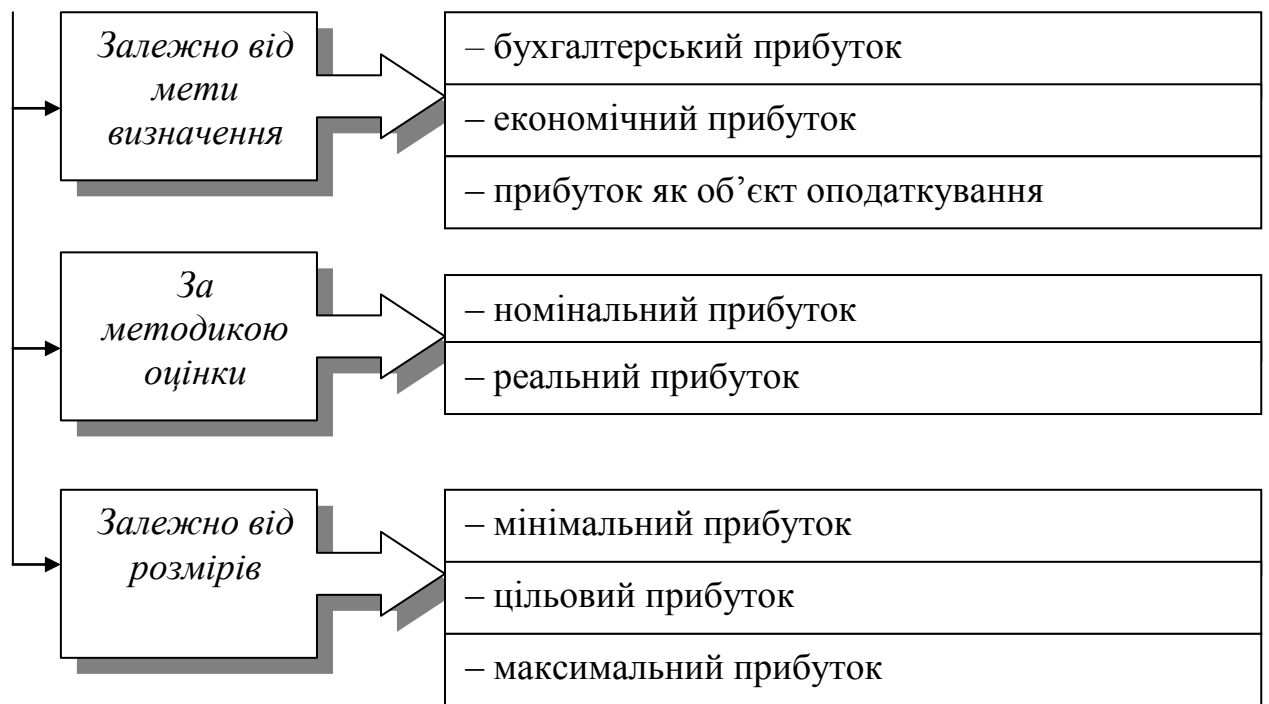 Залежно від
мети
визначення
– бухгалтерський прибуток
– економічний прибуток
– прибуток як об’єкт оподаткування
За
методикою
оцінки
– номінальний прибуток
– реальний прибуток
Залежно від
розмірів
– мінімальний прибуток
– цільовий прибуток
– максимальний прибуток